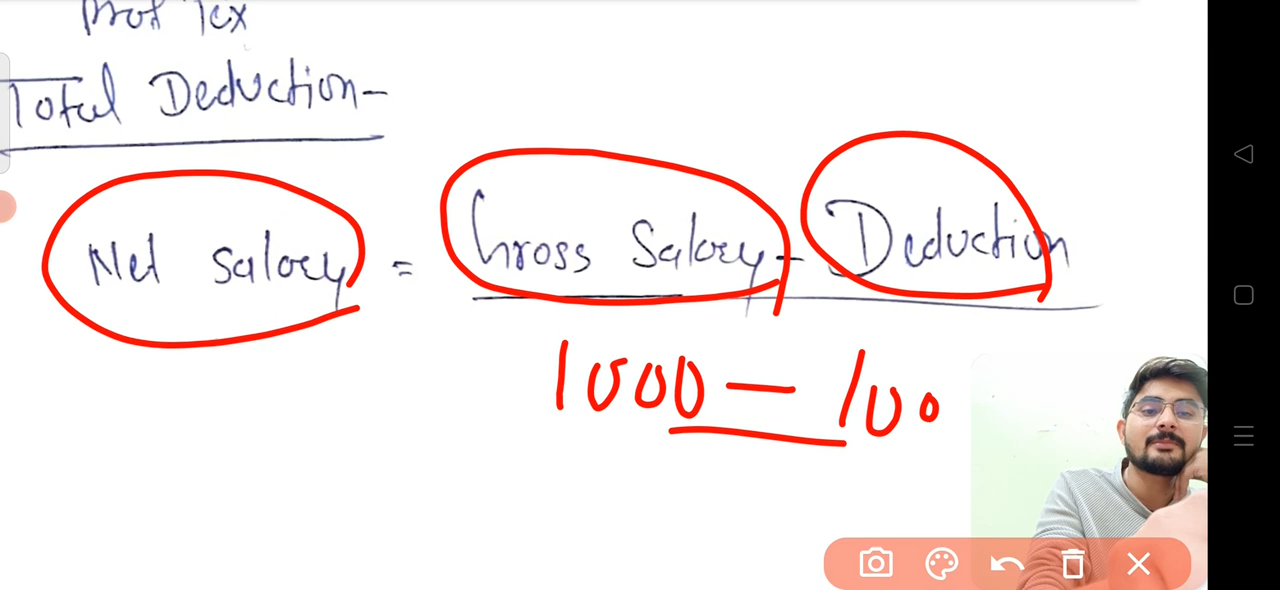 Prof Tax
Total Deduction-
Net Salary = Gross Salary - Deduction
1000 - 100